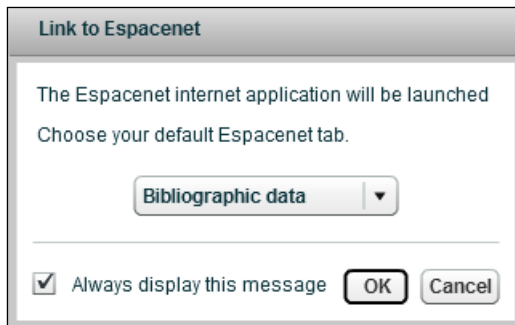 Link to Espacenet
The Espacenet internet application will be launched
Choose your default Espacenet tab.
Bibliographic data
Always display this message OK Cancel